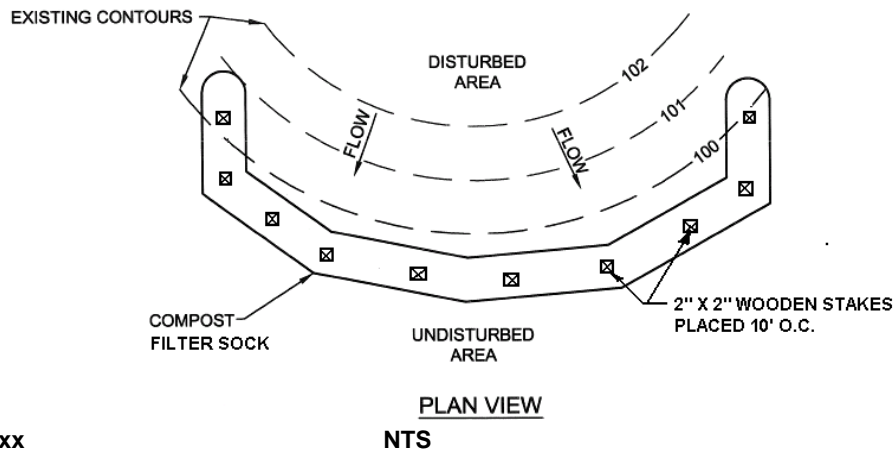 EXISTING CONTOURS
DISTURBED
AREA
102
101
100
FLOW
FLOW
2" X 2" WOODEN STAKES
PLACED 10' O.C.
COMPOST
FILTER SOCK
UNDISTURBED
AREA
PLAN VIEW
xx
NTS